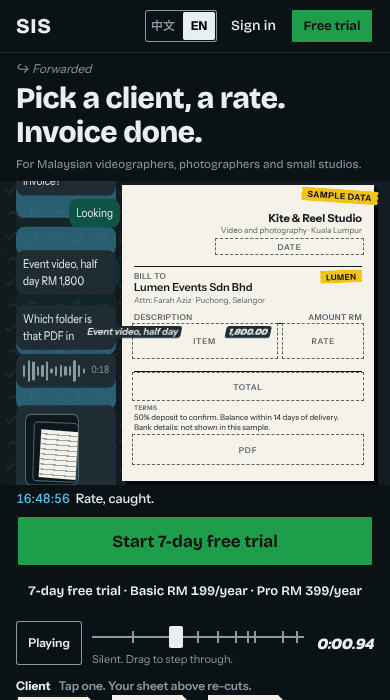 SIS
中文 EN
Sign in
Free trial
↪ Forwarded
Pick a client, a rate.
Invoice done.
For Malaysian videographers, photographers and small studios.
invoice?
Looking
Event video, half
day RM 1,800
Which folder is
that PDF in
0:18
SAMPLE DATA
Kite & Reel Studio
Video and photography · Kuala Lumpur
DATE
BILL TO
LUMEN
Lumen Events Sdn Bhd
Attn: Farah Aziz · Puchong, Selangor
DESCRIPTION AMOUNT RM
Event video, half day 1,800.00
ITEM RATE
TOTAL
TERMS
50% deposit to confirm. Balance within 14 days of delivery.
Bank details: not shown in this sample.
PDF
16:48:56 Rate, caught.
Start 7-day free trial
7-day free trial · Basic RM 199/year · Pro RM 399/year
Playing
0:00.94
Silent. Drag to step through.
Client Tap one. Your sheet above re-cuts.